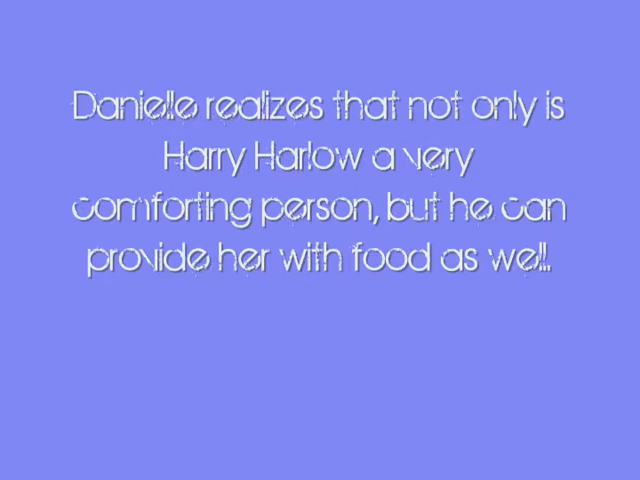 Danielle realizes that not only is
Harry Harlow a very
comforting person, but he can
provide her with food as well.